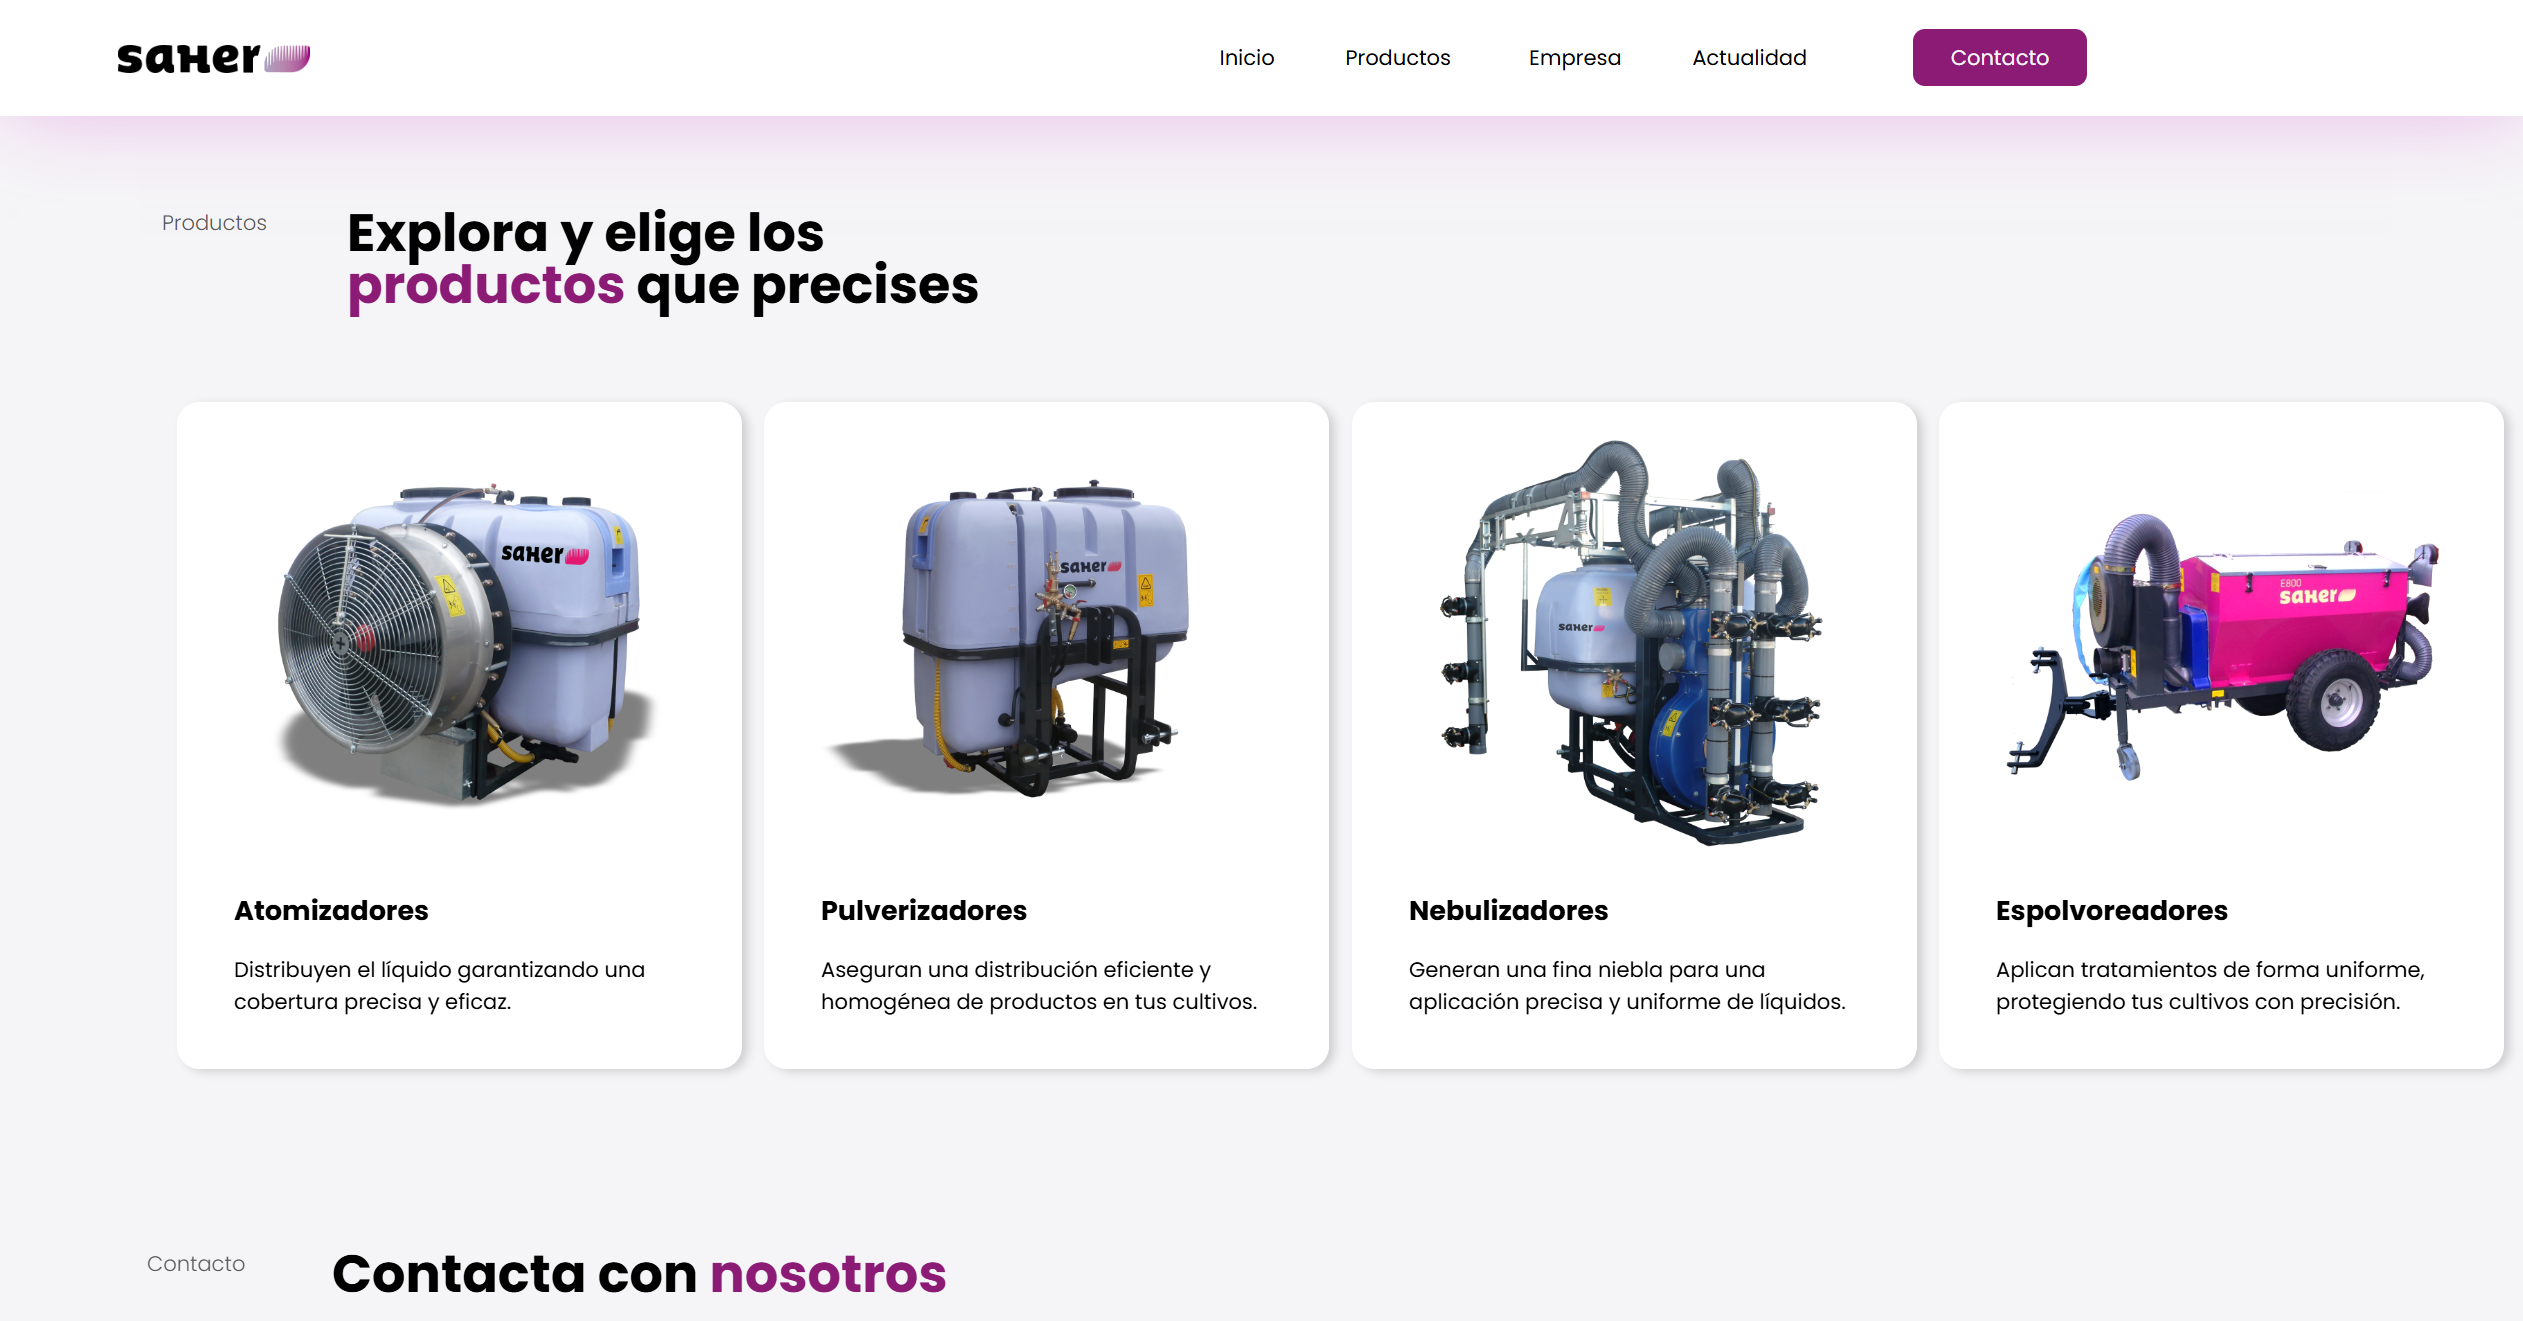 saHer
Inicio
Productos
Empresa
Actualidad
Contacto
Productos
Explora y elige los
productos que precises
saHer
saHer
saHer
E800
saHer
Atomizadores
Distribuyen el líquido garantizando una
cobertura precisa y eficaz.
Pulverizadores
Aseguran una distribución eficiente y
homogénea de productos en tus cultivos.
Nebulizadores
Generan una fina niebla para una
aplicación precisa y uniforme de líquidos.
Espolvoreadores
Aplican tratamientos de forma uniforme,
protegiendo tus cultivos con precisión.
Contacto
Contacta con nosotros